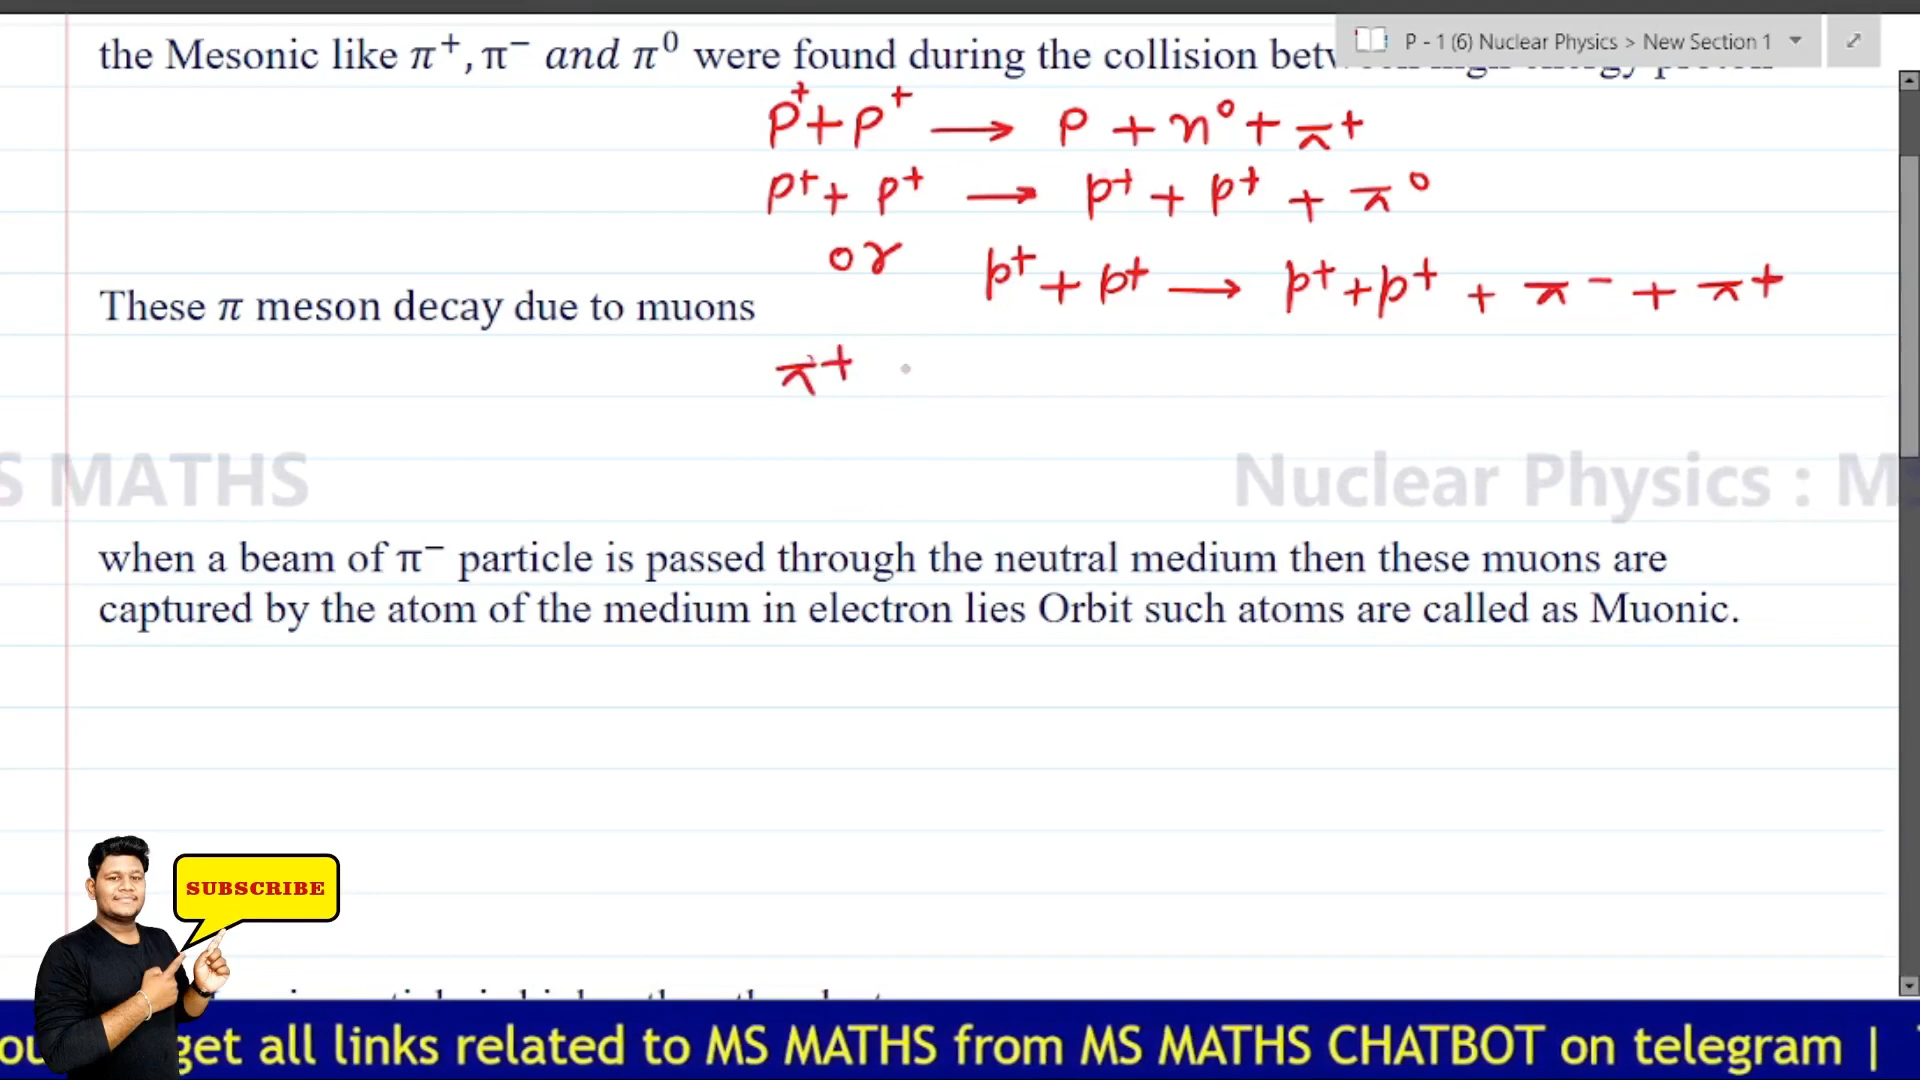 the Mesonic like π⁺, π⁻ and π⁰ were found during the collision
P - 1 (6) Nuclear Physics > New Section 1
P⁺ + P⁺ → P + n⁰ + π⁺
P⁺ + P⁺ → P⁺ + P⁺ + π⁰
or P⁺ + P⁺ → P⁺ + P⁺ + π⁻ + π⁺
These π meson decay due to muons
π⁺
S MATHS
Nuclear Physics : MS
when a beam of π⁻ particle is passed through the neutral medium then these muons are
captured by the atom of the medium in electron lies Orbit such atoms are called as Muonic.
SUBSCRIBE
get all links related to MS MATHS from MS MATHS CHATBOT on telegram |